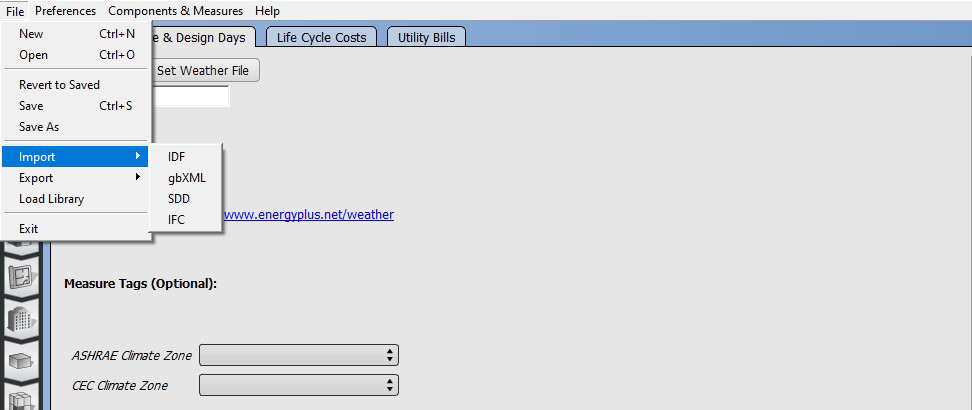 File Preferences Components & Measures Help
New Ctrl+N
Open Ctrl+O
Revert to Saved
Save Ctrl+S
Save As
Import
Export
Load Library
Exit
IDF
gbXML
SDD
IFC
e & Design Days Life Cycle Costs Utility Bills
Set Weather File
www.energyplus.net/weather
Measure Tags (Optional):
ASHRAE Climate Zone
CEC Climate Zone